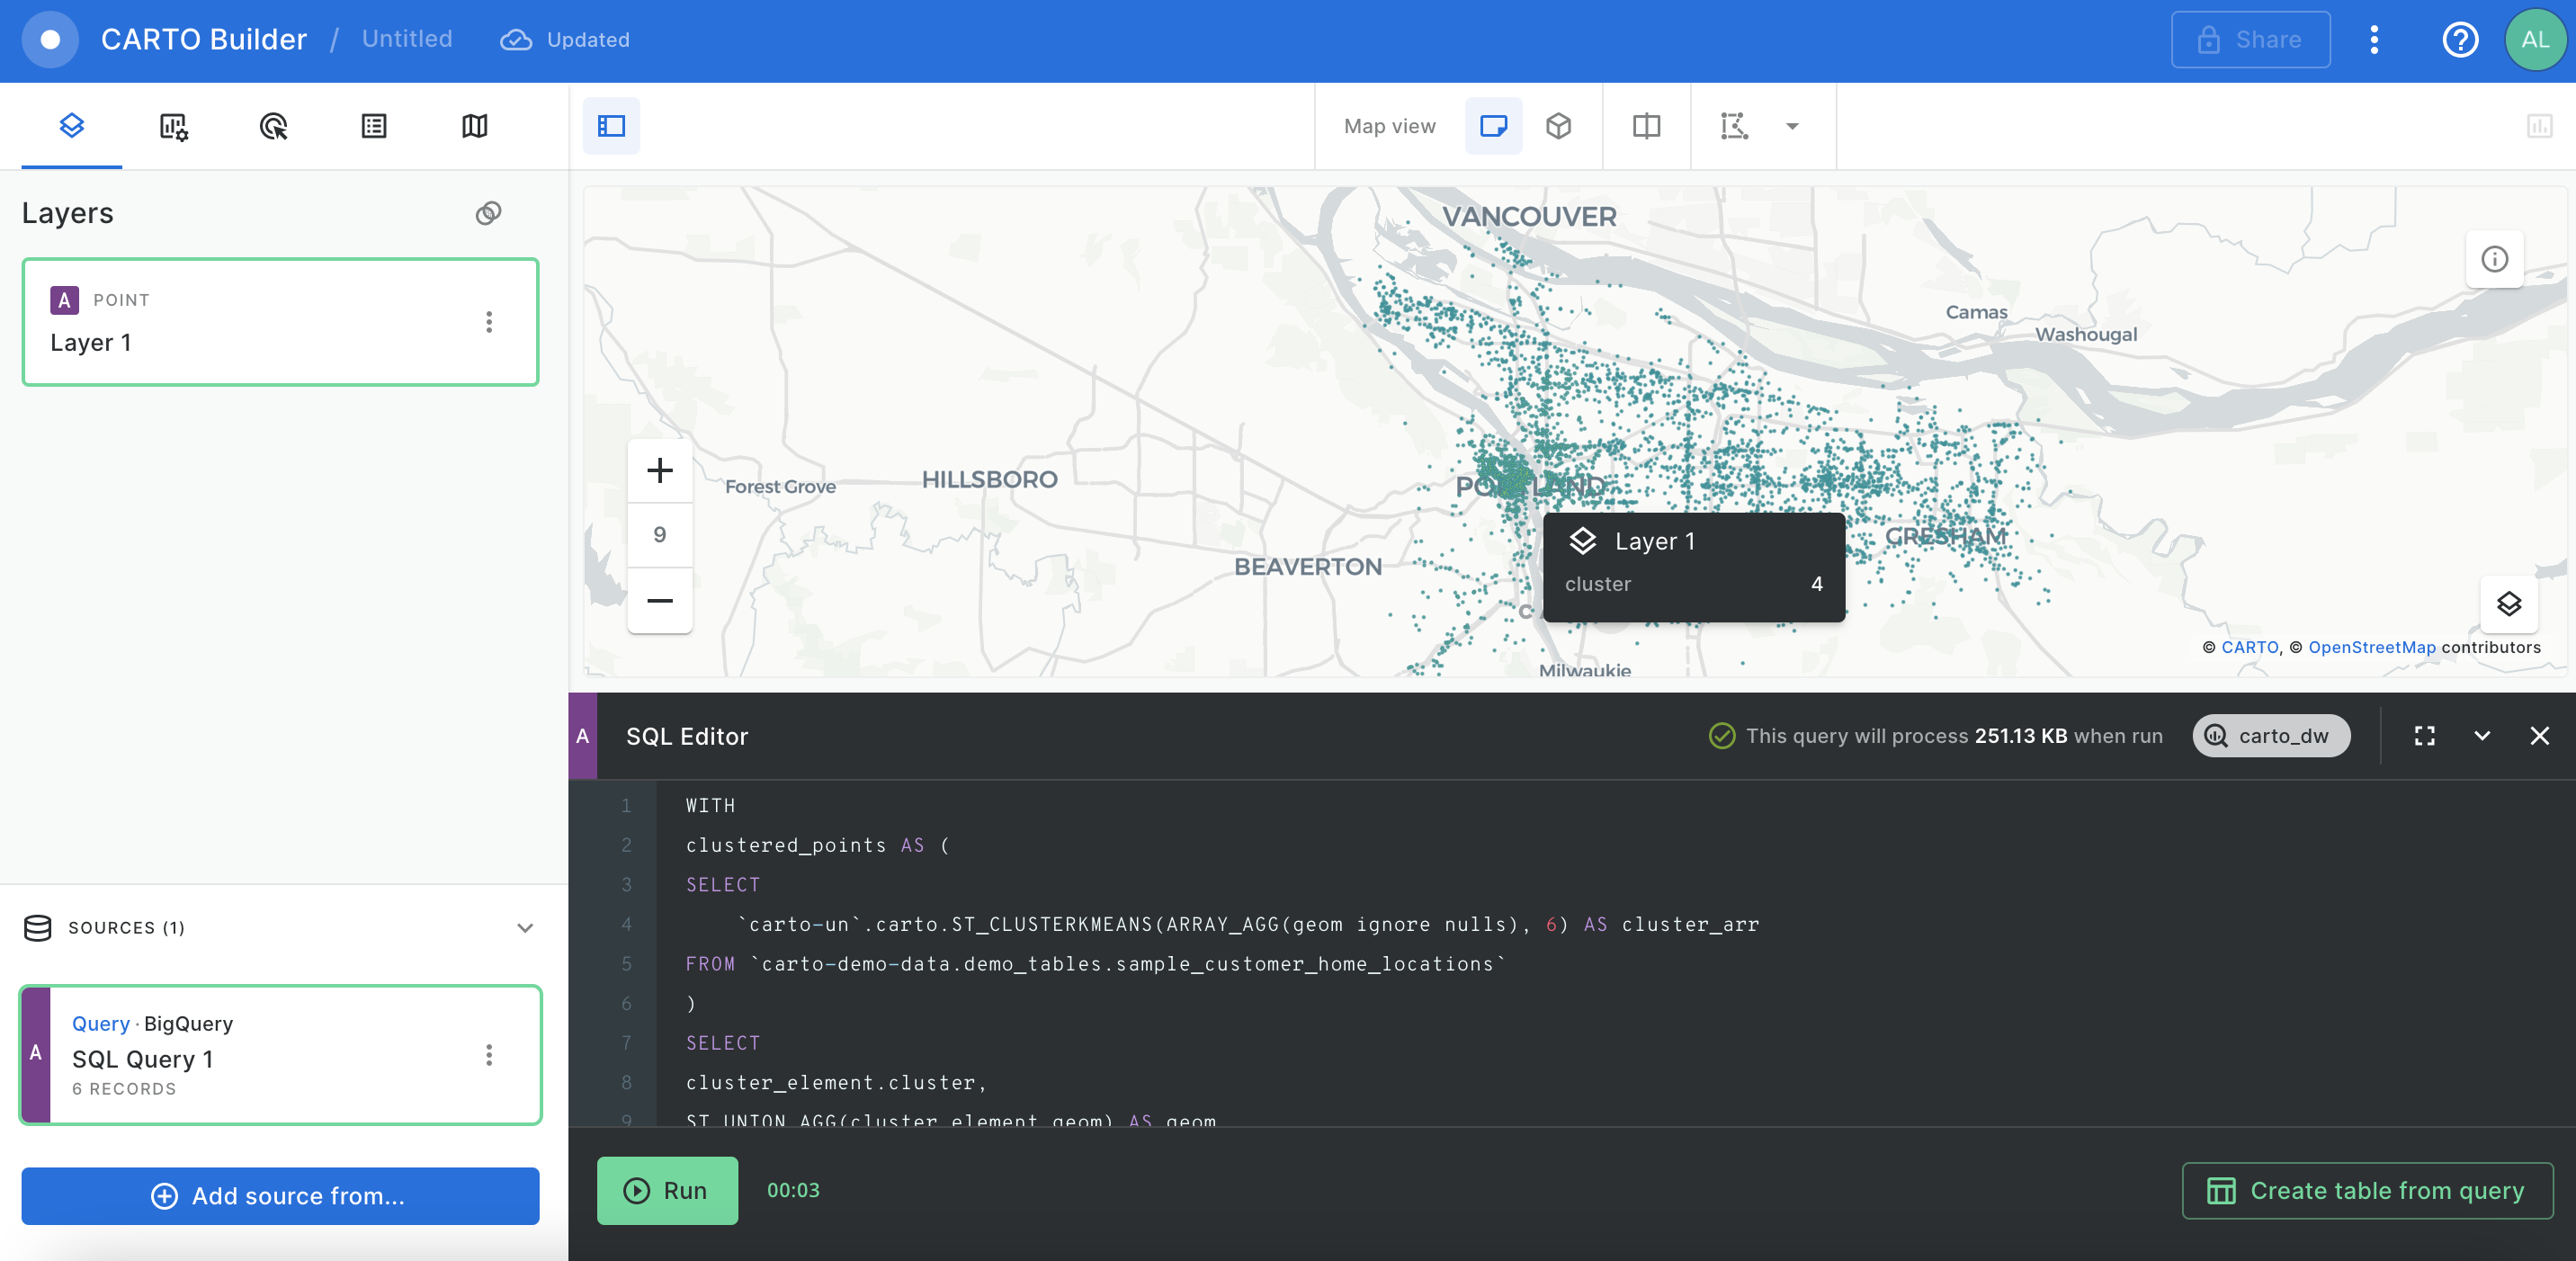 CARTO Builder / Untitled Updated Share AL
Map view
Layers
A POINT
Layer 1
VANCOUVER
Camas
Washougal
Forest Grove
HILLSBORO
PORTLAND
9
GRESHAM
BEAVERTON
Layer 1
cluster 4
Milwaukie
© CARTO, © OpenStreetMap contributors
A SQL Editor This query will process 251.13 KB when run carto_dw
1 WITH
2 clustered_points AS (
3 SELECT
4 `carto-un`.carto.ST_CLUSTERKMEANS(ARRAY_AGG(geom ignore nulls), 6) AS cluster_arr
5 FROM `carto-demo-data.demo_tables.sample_customer_home_locations`
6 )
7 SELECT
8 cluster_element.cluster,
9 ST_UNION_AGG(cluster_element.geom) AS geom
SOURCES (1)
A
Query · BigQuery
SQL Query 1
6 RECORDS
Add source from...
Run 00:03
Create table from query